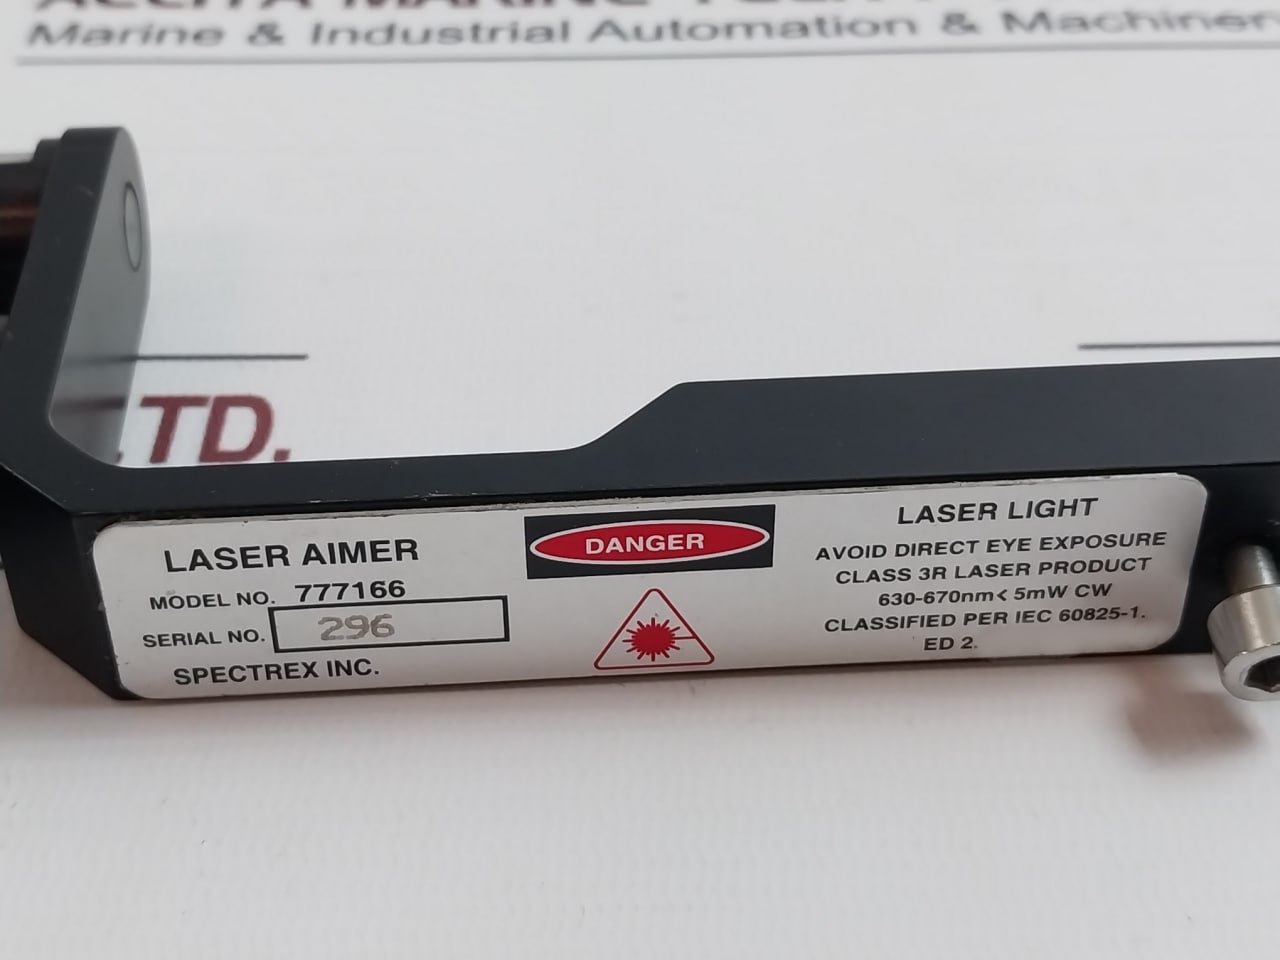 Marine & Industrial Automation & Machiner
LTD.
LASER AIMER
MODEL NO. 777166
SERIAL NO. 296
SPECTREX INC.
DANGER
LASER LIGHT
AVOID DIRECT EYE EXPOSURE
CLASS 3R LASER PRODUCT
630-670nm< 5mW CW
CLASSIFIED PER IEC 60825-1.
ED 2.